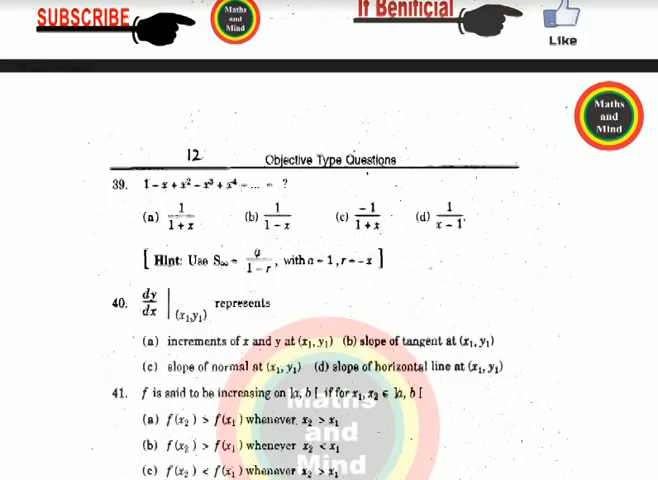 SUBSCRIBE
Maths
and
Mind
If Benificial
Like
Maths
and
Mind
12
Objective Type Questions
39. 1 – x + x² – x³ + x⁴ – ... = ?
(a) 1/(1 + x) (b) 1/(1 – x) (c) –1/(1 + x) (d) 1/(x – 1)
[ Hint: Use S∞ = a/(1 – r), with a = 1, r = – x ]
40. dy/dx |(x₁,y₁) represents
(a) increments of x and y at (x₁, y₁) (b) slope of tangent at (x₁, y₁)
(c) slope of normal at (x₁, y₁) (d) slope of horizontal line at (x₁, y₁)
41. f is said to be increasing on ]a, b [ if for x₁, x₂ ∈ ]a, b [
(a) f (x₂) > f (x₁) whenever x₂ > x₁
(b) f (x₂) > f (x₁) whenever x₂ < x₁
(c) f (x₂) < f (x₁) whenever x₂ > x₁
Maths
and
Mind